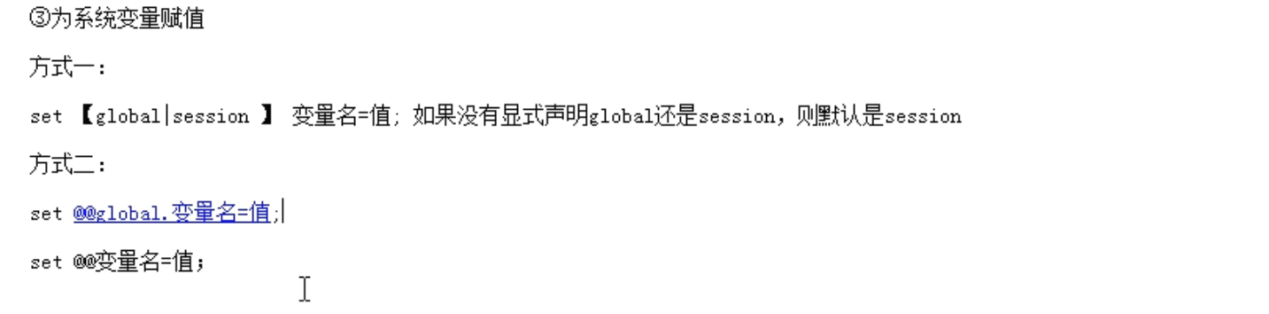 ③为系统变量赋值
方式一：
set 【global|session 】 变量名=值; 如果没有显式声明global还是session，则默认是session
方式二：
set @@global.变量名=值;
set @@变量名=值；